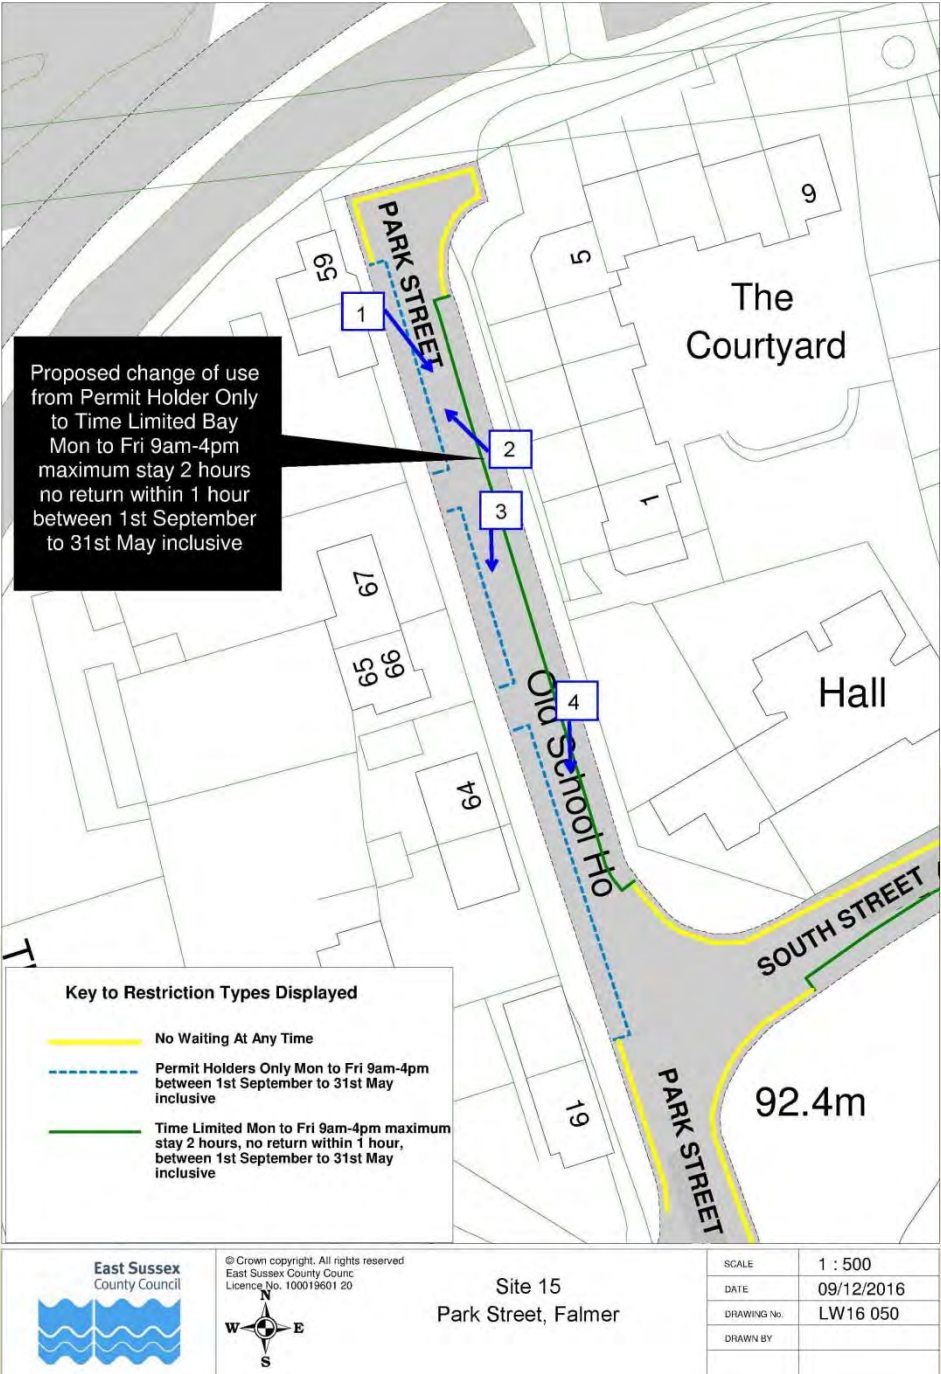 PARK STREET
59
1
5
6
The
Courtyard
Proposed change of use
from Permit Holder Only
to Time Limited Bay
Mon to Fri 9am-4pm
maximum stay 2 hours
no return within 1 hour
between 1st September
to 31st May inclusive
2
3
1
67
66
65
4
Hall
Old School Ho
64
SOUTH STREET
Key to Restriction Types Displayed
No Waiting At Any Time
Permit Holders Only Mon to Fri 9am-4pm
between 1st September to 31st May
inclusive
Time Limited Mon to Fri 9am-4pm maximum
stay 2 hours, no return within 1 hour,
between 1st September to 31st May
inclusive
PARK STREET
92.4m
19
East Sussex
County Council
© Crown copyright. All rights reserved
East Sussex County Counc
Licence No. 100019601 20
N
W E
S
Site 15
Park Street, Falmer
SCALE 1 : 500
DATE 09/12/2016
DRAWING No. LW16 050
DRAWN BY